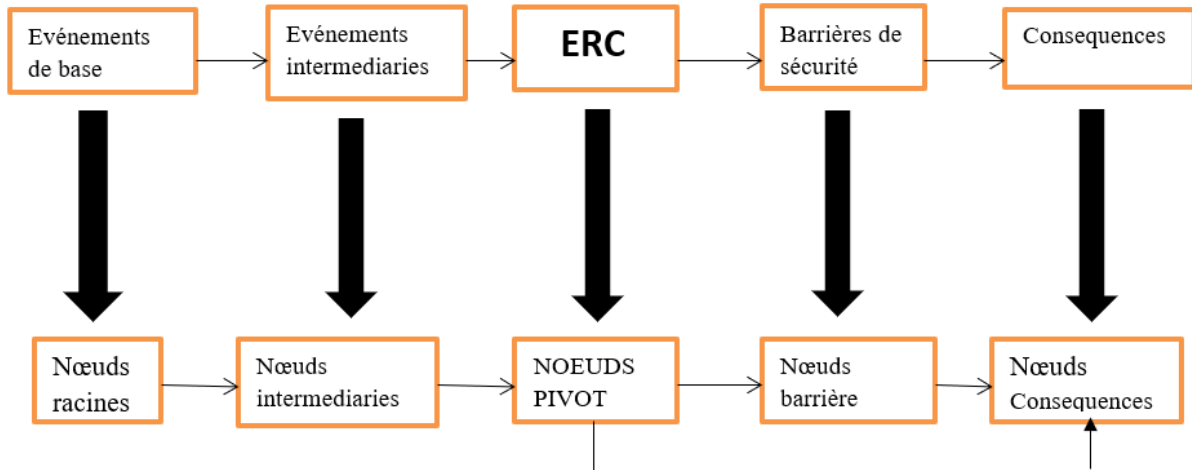 Evénements
de base
Evénements
intermediaries
ERC
Barrières de
sécurité
Consequences
Nœuds
racines
Nœuds
intermediaries
NOEUDS
PIVOT
Nœuds
barrière
Nœuds
Consequences